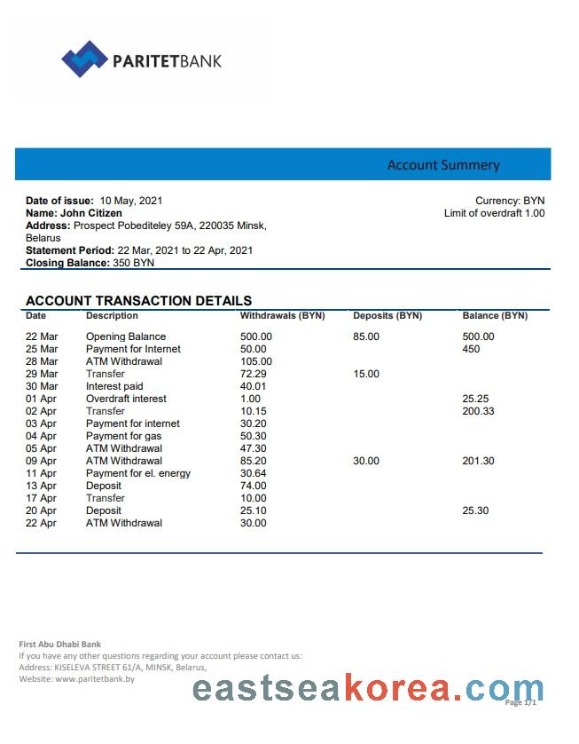 PARITETBANK
Account Summery
Date of issue: 10 May, 2021
Currency: BYN
Name: John Citizen
Limit of overdraft 1.00
Address: Prospect Pobediteley 59A, 220035 Minsk,
Belarus
Statement Period: 22 Mar, 2021 to 22 Apr, 2021
Closing Balance: 350 BYN
ACCOUNT TRANSACTION DETAILS
Date Description Withdrawals (BYN) Deposits (BYN) Balance (BYN)
22 Mar Opening Balance 500.00 85.00 500.00
25 Mar Payment for Internet 50.00 450
28 Mar ATM Withdrawal 105.00
29 Mar Transfer 72.29 15.00
30 Mar Interest paid 40.01
01 Apr Overdraft interest 1.00 25.25
02 Apr Transfer 10.15 200.33
03 Apr Payment for internet 30.20
04 Apr Payment for gas 50.30
05 Apr ATM Withdrawal 47.30
09 Apr ATM Withdrawal 85.20 30.00 201.30
11 Apr Payment for el. energy 30.64
13 Apr Deposit 74.00
17 Apr Transfer 10.00
20 Apr Deposit 25.10 25.30
22 Apr ATM Withdrawal 30.00
First Abu Dhabi Bank
If you have any other questions regarding your account please contact us:
Address: KISELEVA STREET 61/A, MINSK, Belarus,
Website: www.paritetbank.by
eastseakorea.com
Page 1/1